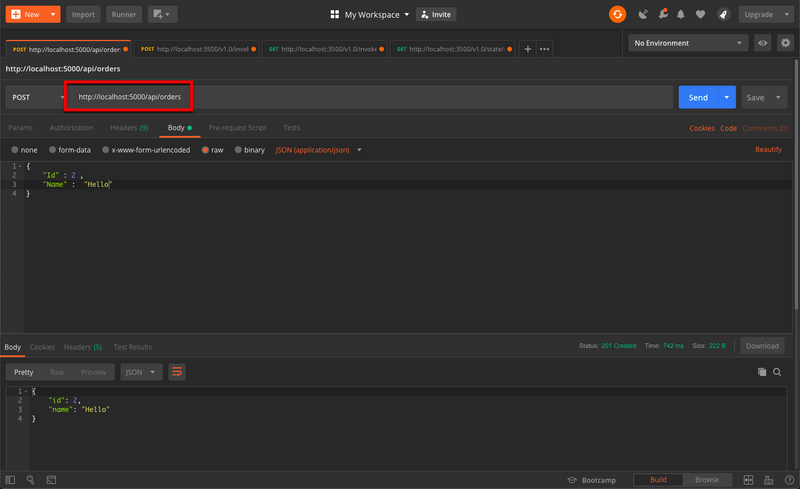 New Import Runner My Workspace Invite Upgrade
POST http://localhost:5000/api/orders POST http://localhost:3500/v1.0/invoke GET http://localhost:3500/v1.0/invoke GET http://localhost:3500/v1.0/state/ No Environment
http://localhost:5000/api/orders
POST http://localhost:5000/api/orders Send Save
Params Authorization Headers (9) Body Pre-request Script Tests Cookies Code Comments (0)
none form-data x-www-form-urlencoded raw binary JSON (application/json) Beautify
1 {
2 "Id" : 2 ,
3 "Name" : "Hello"
4 }
Body Cookies Headers (5) Test Results Status: 201 Created Time: 742 ms Size: 222 B Download
Pretty Raw Preview JSON
1 {
2 "id": 2,
3 "name": "Hello"
4 }
Bootcamp Build Browse